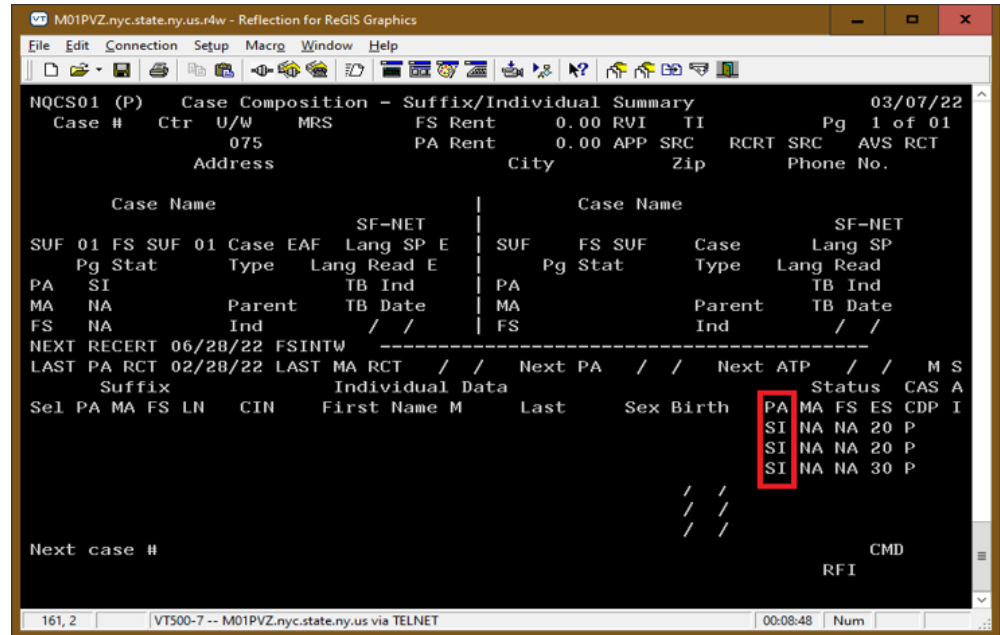 M01PVZ.nyc.state.ny.us.r4w - Reflection for ReGIS Graphics
File Edit Connection Setup Macro Window Help
NQCS01 (P) Case Composition - Suffix/Individual Summary 03/07/22
Case # Ctr U/W MRS FS Rent 0.00 RVI TI Pg 1 of 01
075 PA Rent 0.00 APP SRC RCRT SRC AVS RCT
Address City Zip Phone No.
Case Name | Case Name
SF-NET | SF-NET
SUF 01 FS SUF 01 Case EAF Lang SP E | SUF FS SUF Case Lang SP
Pg Stat Type Lang Read E | Pg Stat Type Lang Read
PA SI TB Ind | PA TB Ind
MA NA Parent TB Date | MA Parent TB Date
FS NA Ind / / | FS Ind / /
NEXT RECERT 06/28/22 FSINTW --------------------------------------------
LAST PA RCT 02/28/22 LAST MA RCT / / Next PA / / Next ATP / / M S
Suffix Individual Data Status CAS A
Sel PA MA FS LN CIN First Name M Last Sex Birth PA MA FS ES CDP I
SI NA NA 20 P
SI NA NA 20 P
SI NA NA 30 P
/ /
/ /
/ /
Next case # CMD
RFI
161, 2 VT500-7 -- M01PVZ.nyc.state.ny.us via TELNET 00:08:48 Num